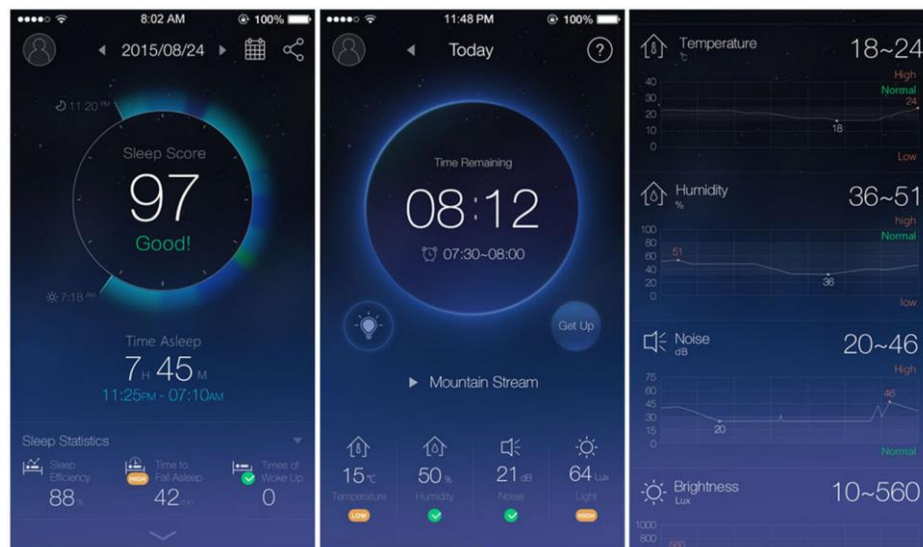 8:02 AM
100%
2015/08/24
11:20 PM
Sleep Score
97
Good!
7:18 AM
Time Asleep
7 H 45 M
11:25PM - 07:10AM
Sleep Statistics
Sleep Efficiency
88 %
HIGH
Time to Fall Asleep
42 min
Times of Woke Up
0
11:48 PM
100%
Today
?
Time Remaining
08:12
07:30~08:00
Get Up
Mountain Stream
15 °C
50 %
21 dB
64 Lux
Temperature
Humidity
Noise
Light
LOW
HIGH
Temperature
°C
18~24
High
Normal
40
30
20
10
0
24
18
Low
Humidity
%
36~51
high
Normal
100
80
60
40
20
0
51
36
low
Noise
dB
20~46
High
75
60
45
30
15
0
46
20
Normal
Brightness
Lux
10~560
1000
800
560